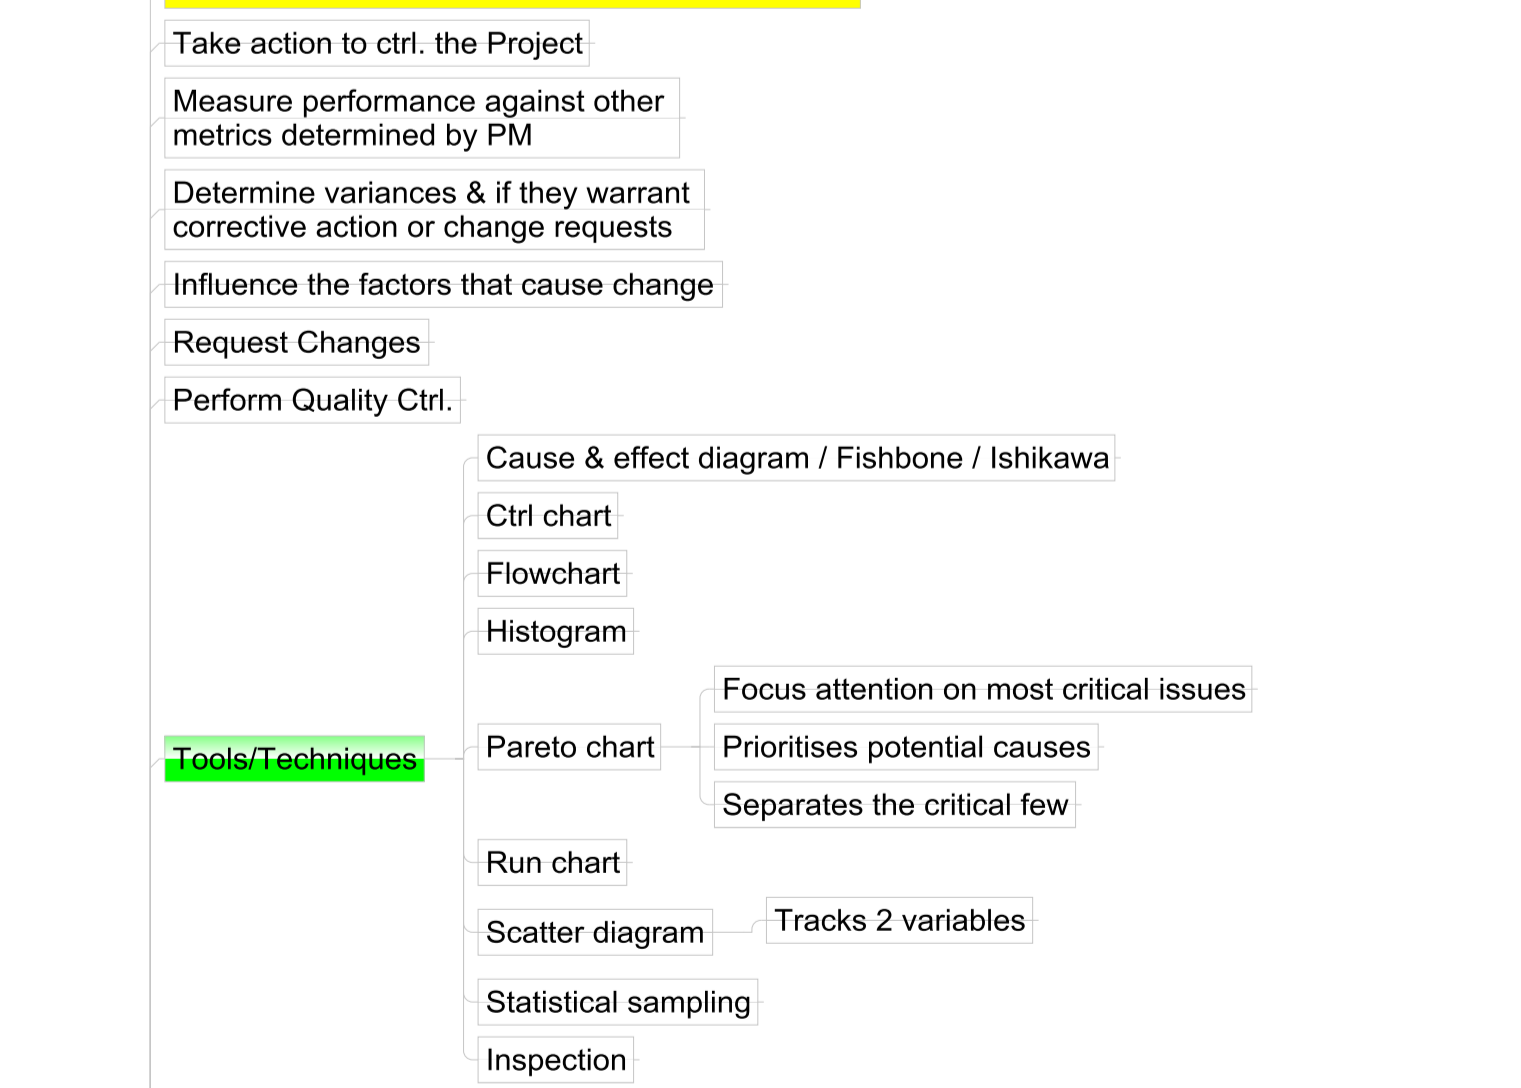 Take action to ctrl. the Project
Measure performance against other
metrics determined by PM
Determine variances & if they warrant
corrective action or change requests
Influence the factors that cause change
Request Changes
Perform Quality Ctrl.
Tools/Techniques
Cause & effect diagram / Fishbone / Ishikawa
Ctrl chart
Flowchart
Histogram
Pareto chart
Focus attention on most critical issues
Prioritises potential causes
Separates the critical few
Run chart
Scatter diagram
Tracks 2 variables
Statistical sampling
Inspection